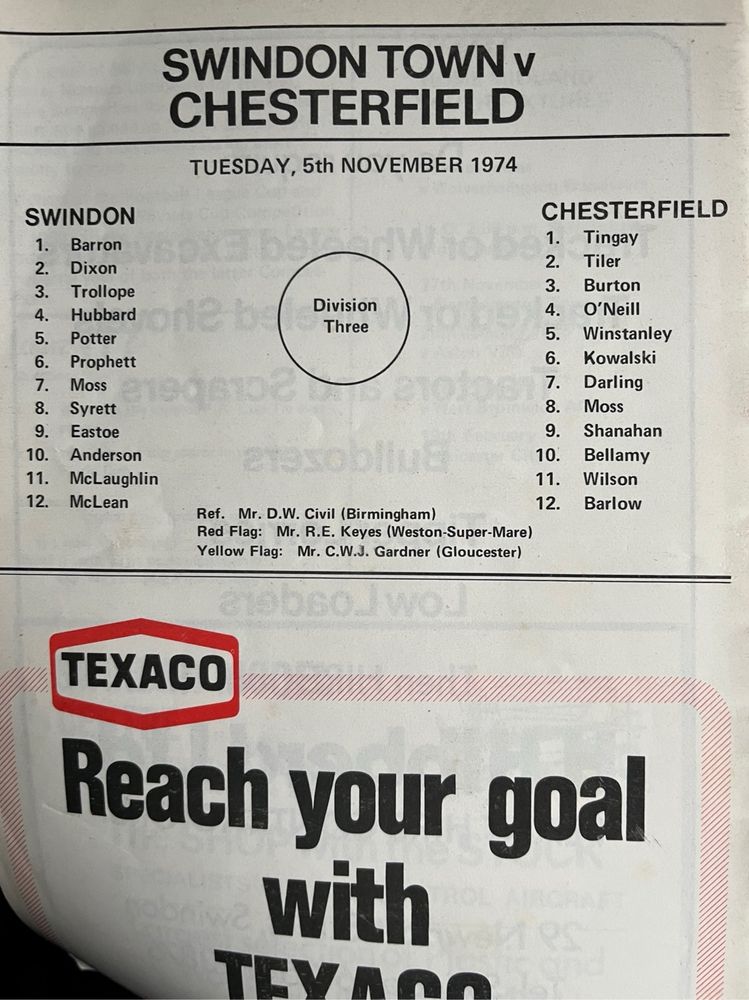 SWINDON TOWN v
CHESTERFIELD
TUESDAY, 5th NOVEMBER 1974
SWINDON
1. Barron
2. Dixon
3. Trollope
4. Hubbard
5. Potter
6. Prophett
7. Moss
8. Syrett
9. Eastoe
10. Anderson
11. McLaughlin
12. McLean
Division
Three
CHESTERFIELD
1. Tingay
2. Tiler
3. Burton
4. O'Neill
5. Winstanley
6. Kowalski
7. Darling
8. Moss
9. Shanahan
10. Bellamy
11. Wilson
12. Barlow
Ref. Mr. D.W. Civil (Birmingham)
Red Flag: Mr. R.E. Keyes (Weston-Super-Mare)
Yellow Flag: Mr. C.W.J. Gardner (Gloucester)
TEXACO
Reach your goal
with
TEXACO